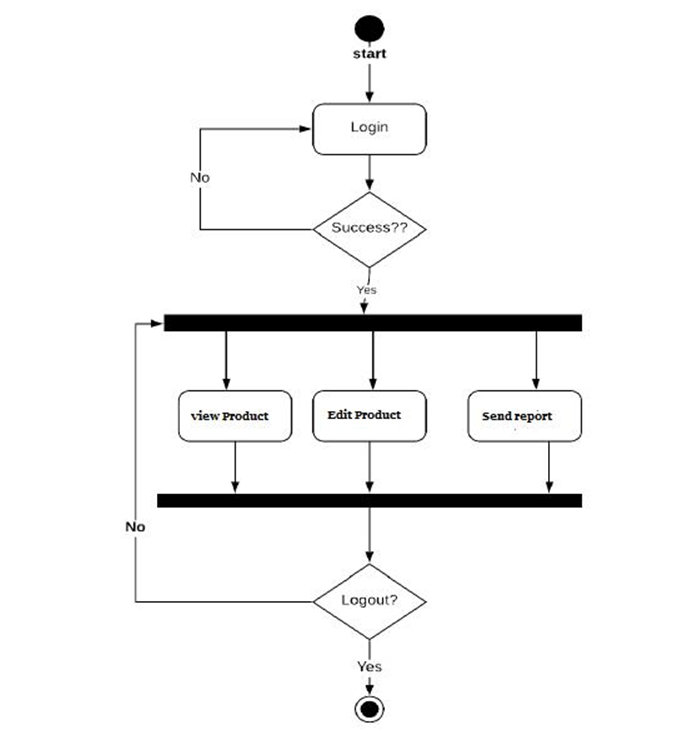 start
Login
No
Success??
Yes
view Product
Edit Product
Send report
No
Logout?
Yes